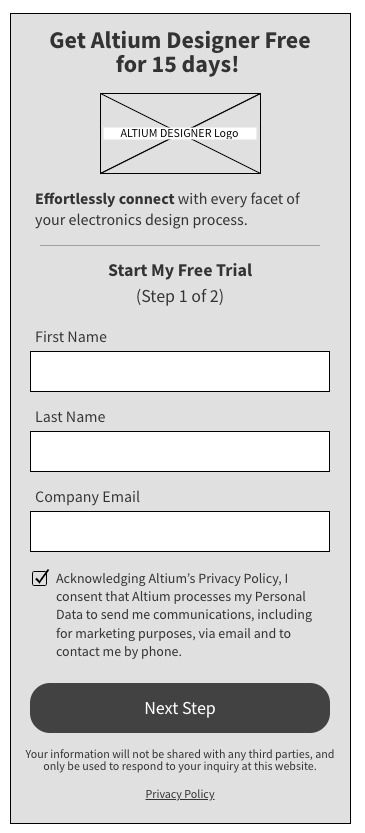 Get Altium Designer Free
for 15 days!
ALTIUM DESIGNER Logo
Effortlessly connect with every facet of
your electronics design process.
Start My Free Trial
(Step 1 of 2)
First Name
Last Name
Company Email
Acknowledging Altium's Privacy Policy, I
consent that Altium processes my Personal
Data to send me communications, including
for marketing purposes, via email and to
contact me by phone.
Next Step
Your information will not be shared with any third parties, and
only be used to respond to your inquiry at this website.
Privacy Policy